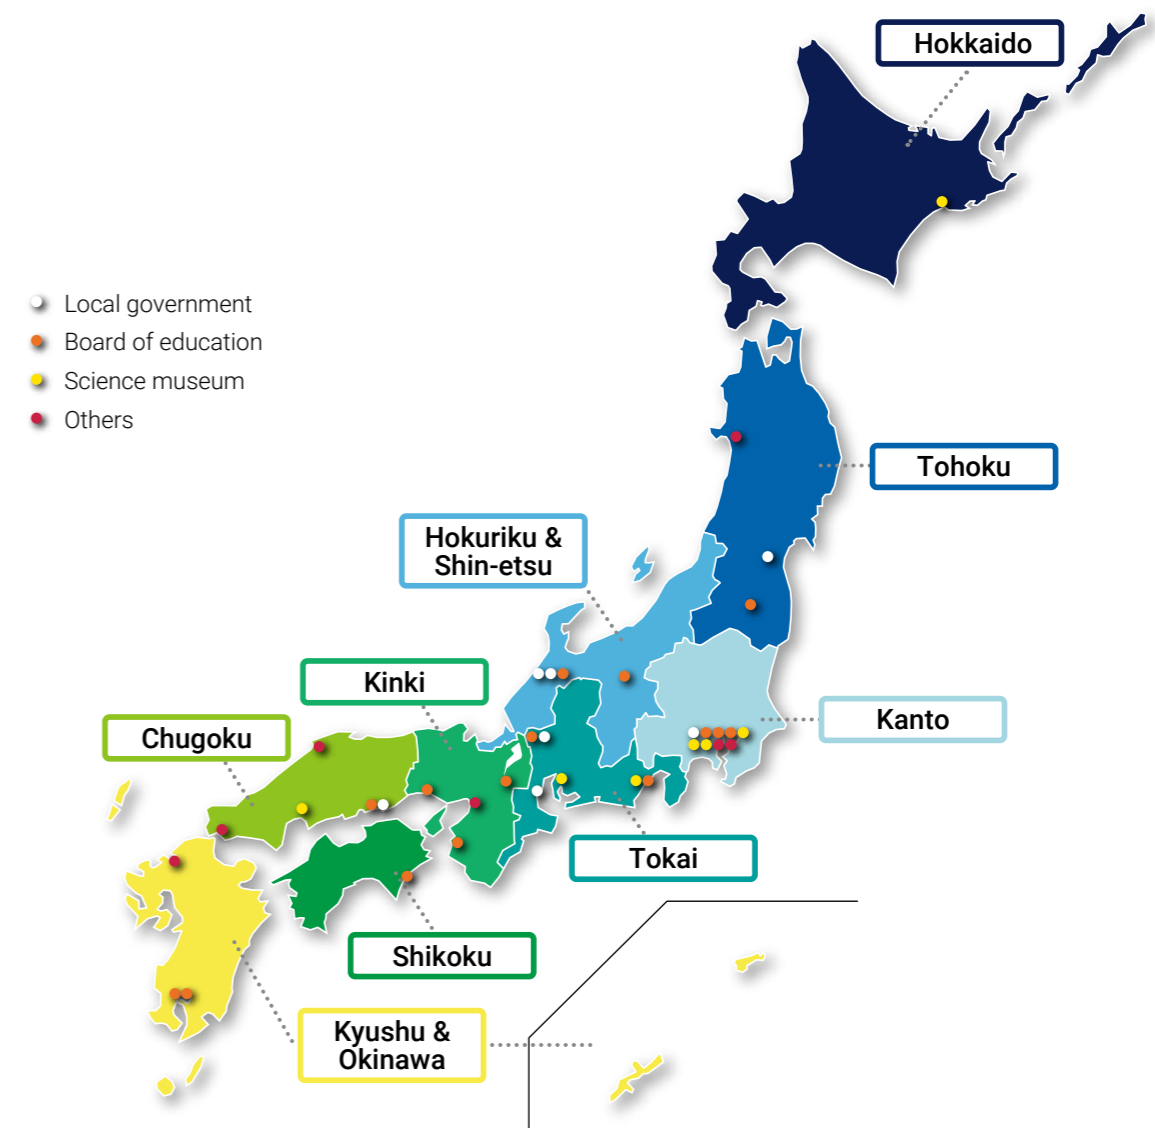 Hokkaido
Local government
Board of education
Science museum
Others
Tohoku
Hokuriku &
Shin-etsu
Kinki
Kanto
Chugoku
Tokai
Shikoku
Kyushu &
Okinawa